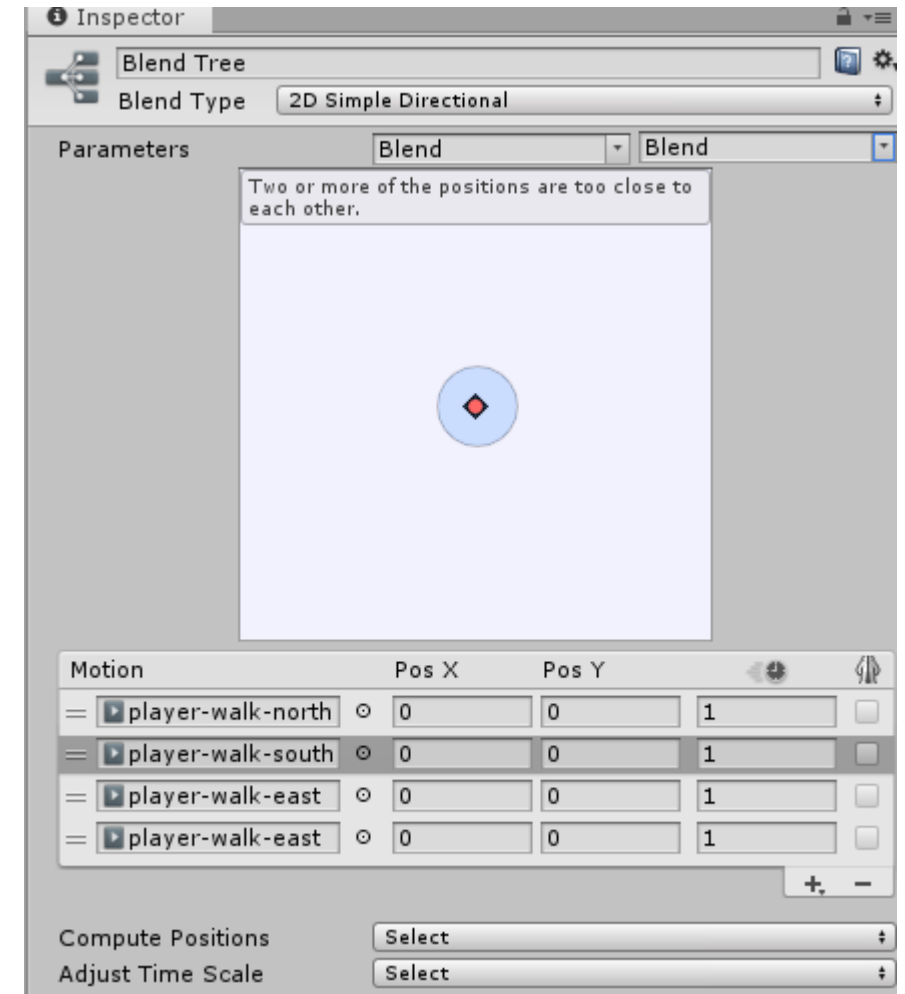 Inspector
Blend Tree
Blend Type 2D Simple Directional
Parameters Blend Blend
Two or more of the positions are too close to
each other.
Motion Pos X Pos Y
player-walk-north 0 0 1
player-walk-south 0 0 1
player-walk-east 0 0 1
player-walk-east 0 0 1
Compute Positions Select
Adjust Time Scale Select